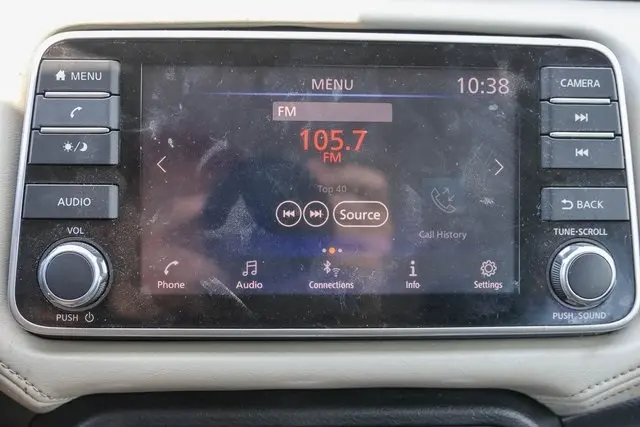 MENU
MENU
10:38
CAMERA
FM
105.7
FM
Top 40
Source
Call History
AUDIO
BACK
VOL
TUNE·SCROLL
Phone
Audio
Connections
Info
Settings
PUSH
PUSH·SOUND